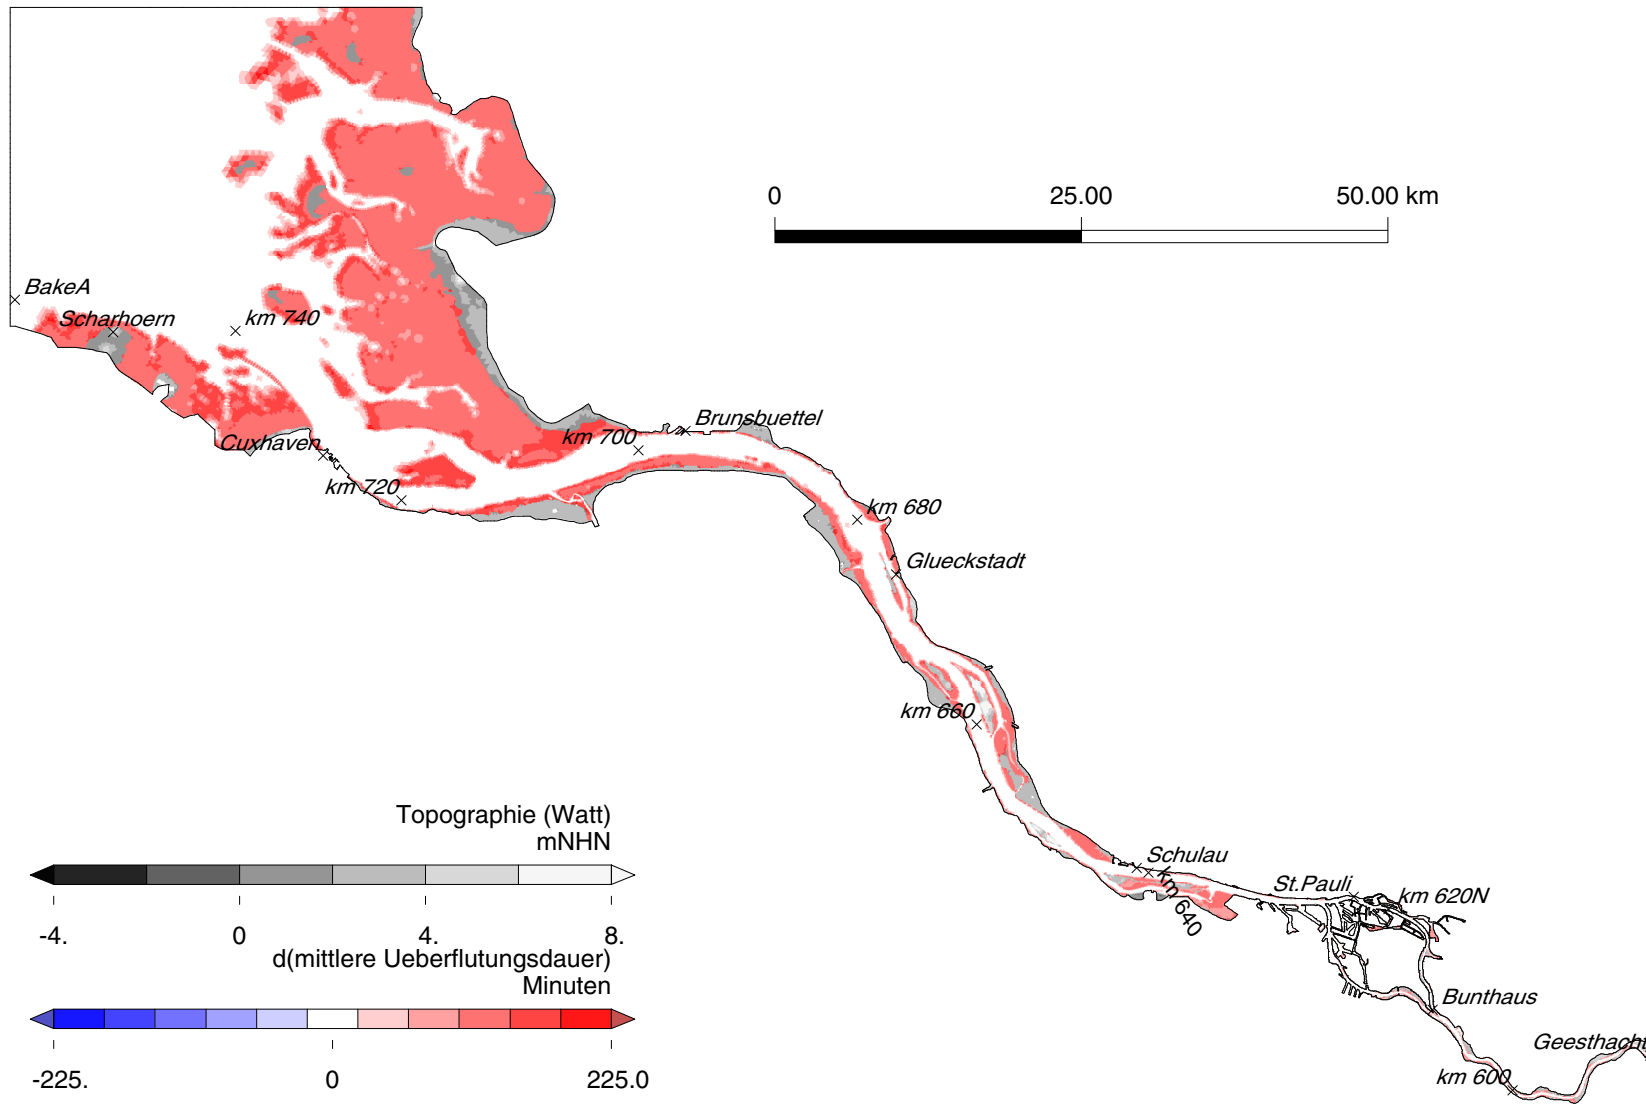 0 25.00 50.00 km
BakeA
Scharhoern
km 740
Cuxhaven
km 700
Brunsbuettel
km 720
km 680
Glueckstadt
km 660
Schulau
km 640
St.Pauli
km 620N
Bunthaus
Geesthacht
km 600
Topographie (Watt)
mNHN
-4. 0 4. 8.
d(mittlere Ueberflutungsdauer)
Minuten
-225. 0 225.0